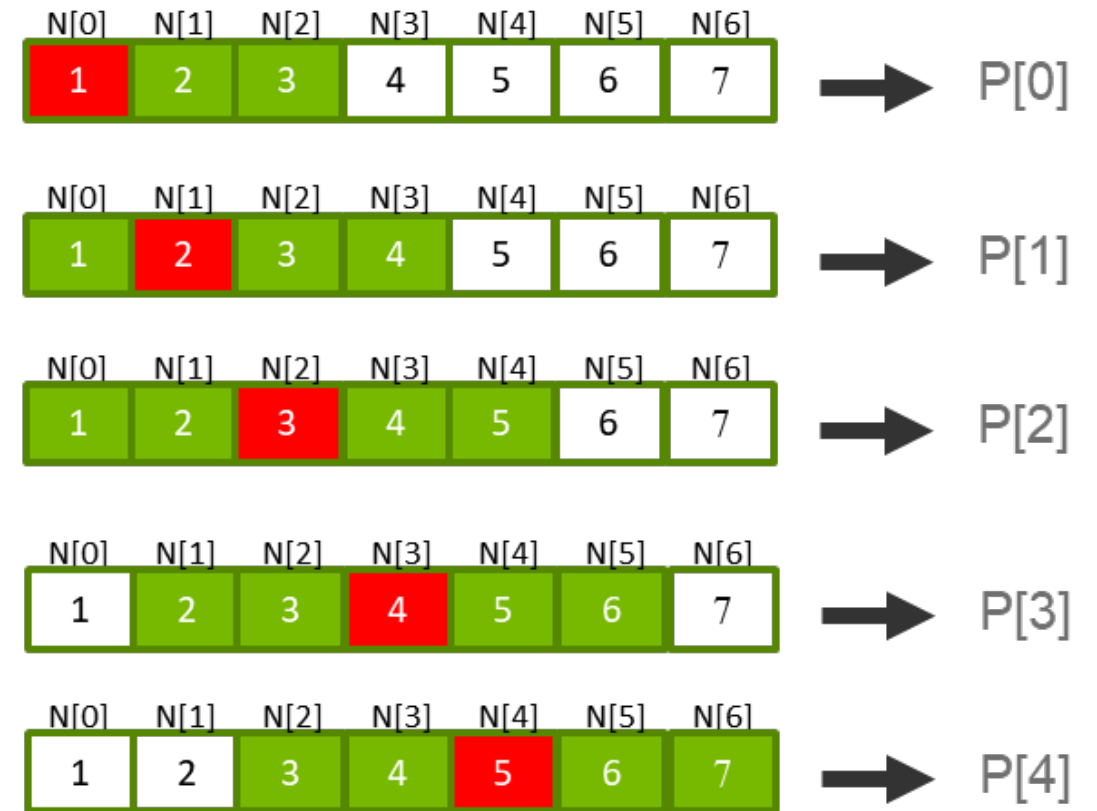 N[0] N[1] N[2] N[3] N[4] N[5] N[6]
1 2 3 4 5 6 7 P[0]
N[0] N[1] N[2] N[3] N[4] N[5] N[6]
1 2 3 4 5 6 7 P[1]
N[0] N[1] N[2] N[3] N[4] N[5] N[6]
1 2 3 4 5 6 7 P[2]
N[0] N[1] N[2] N[3] N[4] N[5] N[6]
1 2 3 4 5 6 7 P[3]
N[0] N[1] N[2] N[3] N[4] N[5] N[6]
1 2 3 4 5 6 7 P[4]